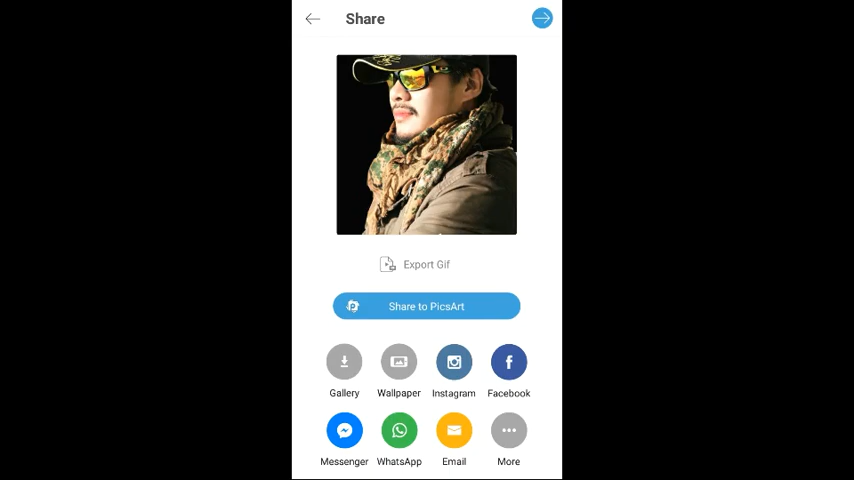 Share
Export Gif
Share to PicsArt
Gallery Wallpaper Instagram Facebook
Messenger WhatsApp Email More